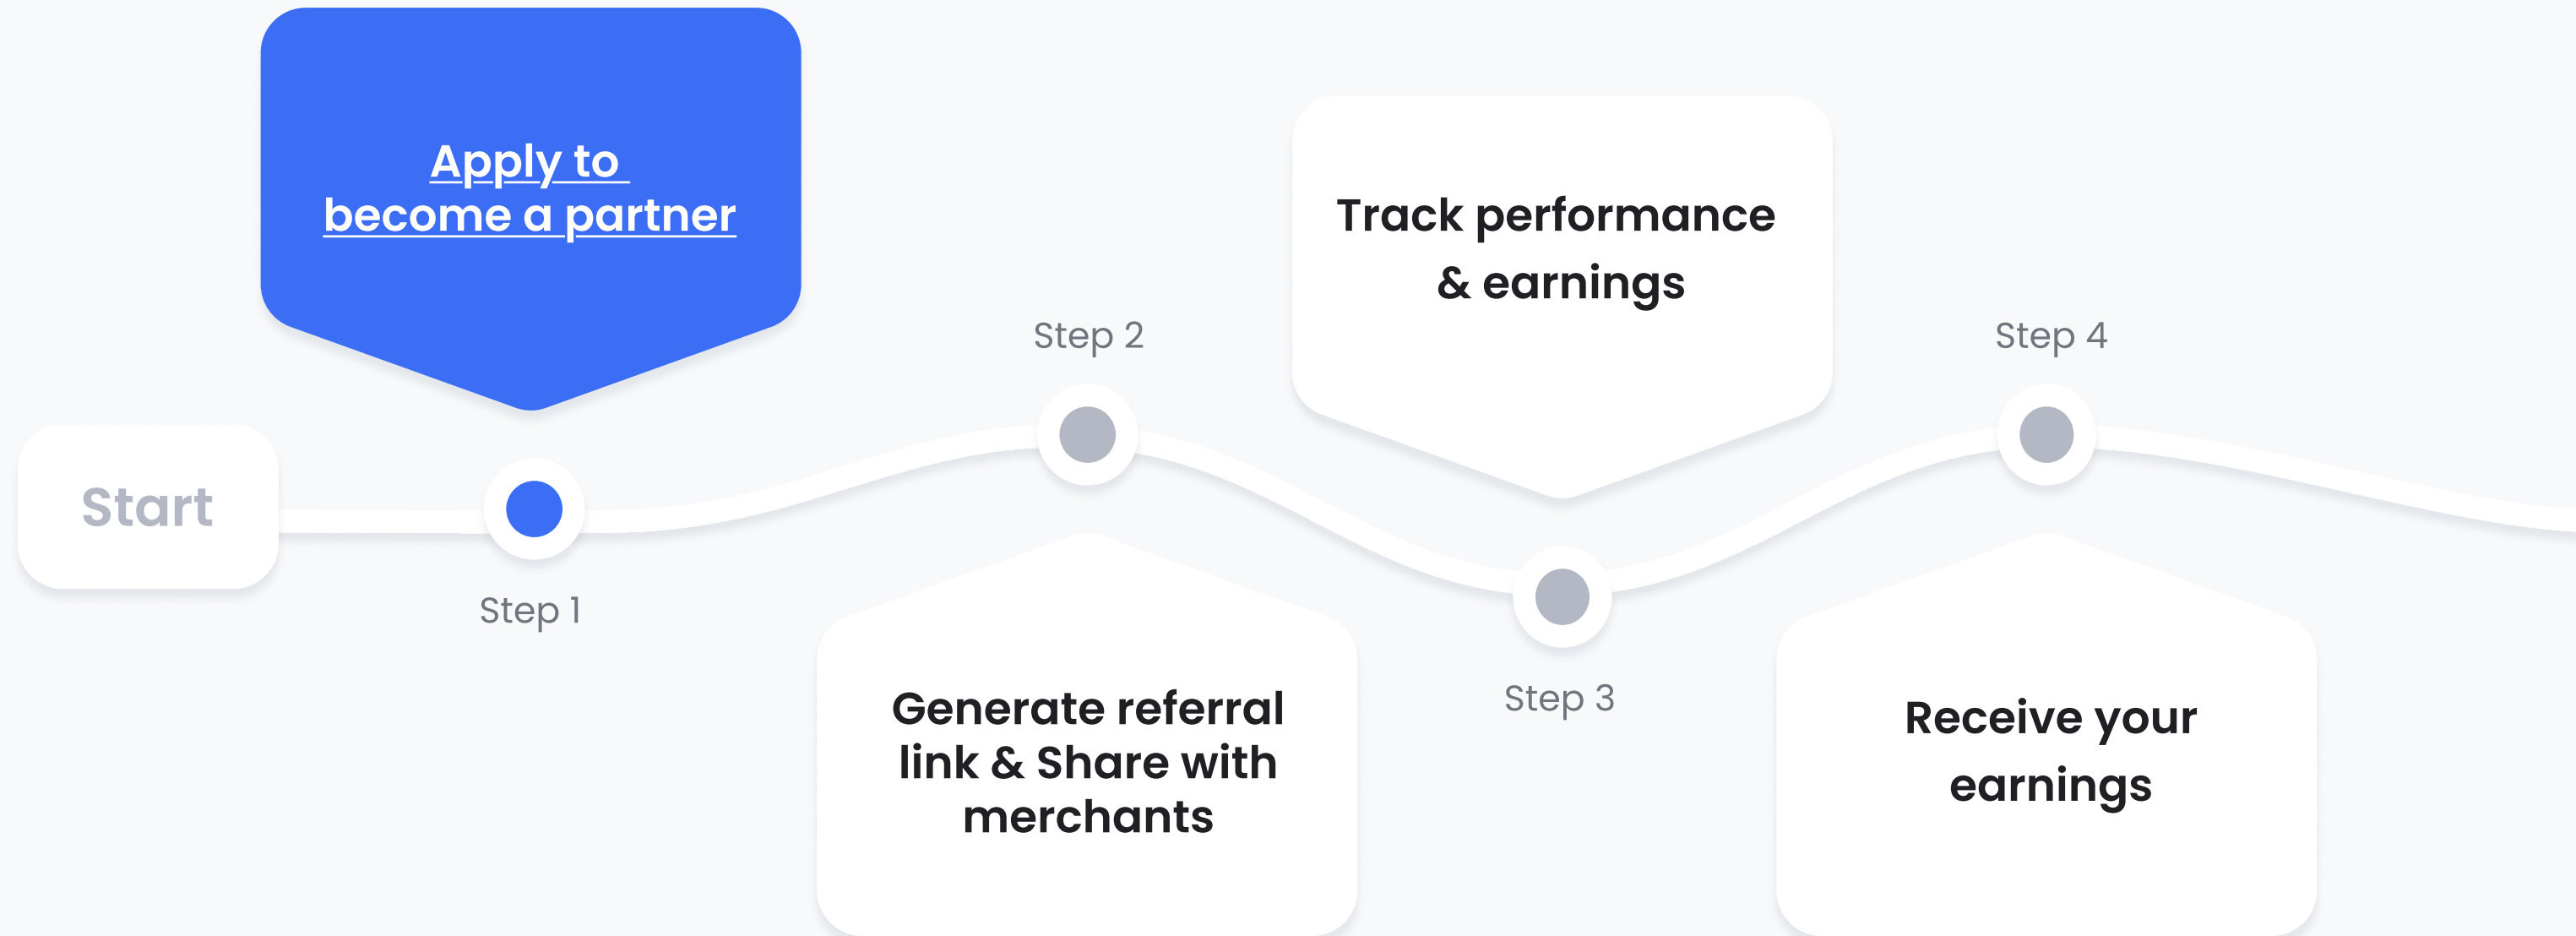 Start
Apply to
become a partner
Step 1
Step 2
Generate referral
link & Share with
merchants
Track performance
& earnings
Step 3
Step 4
Receive your
earnings